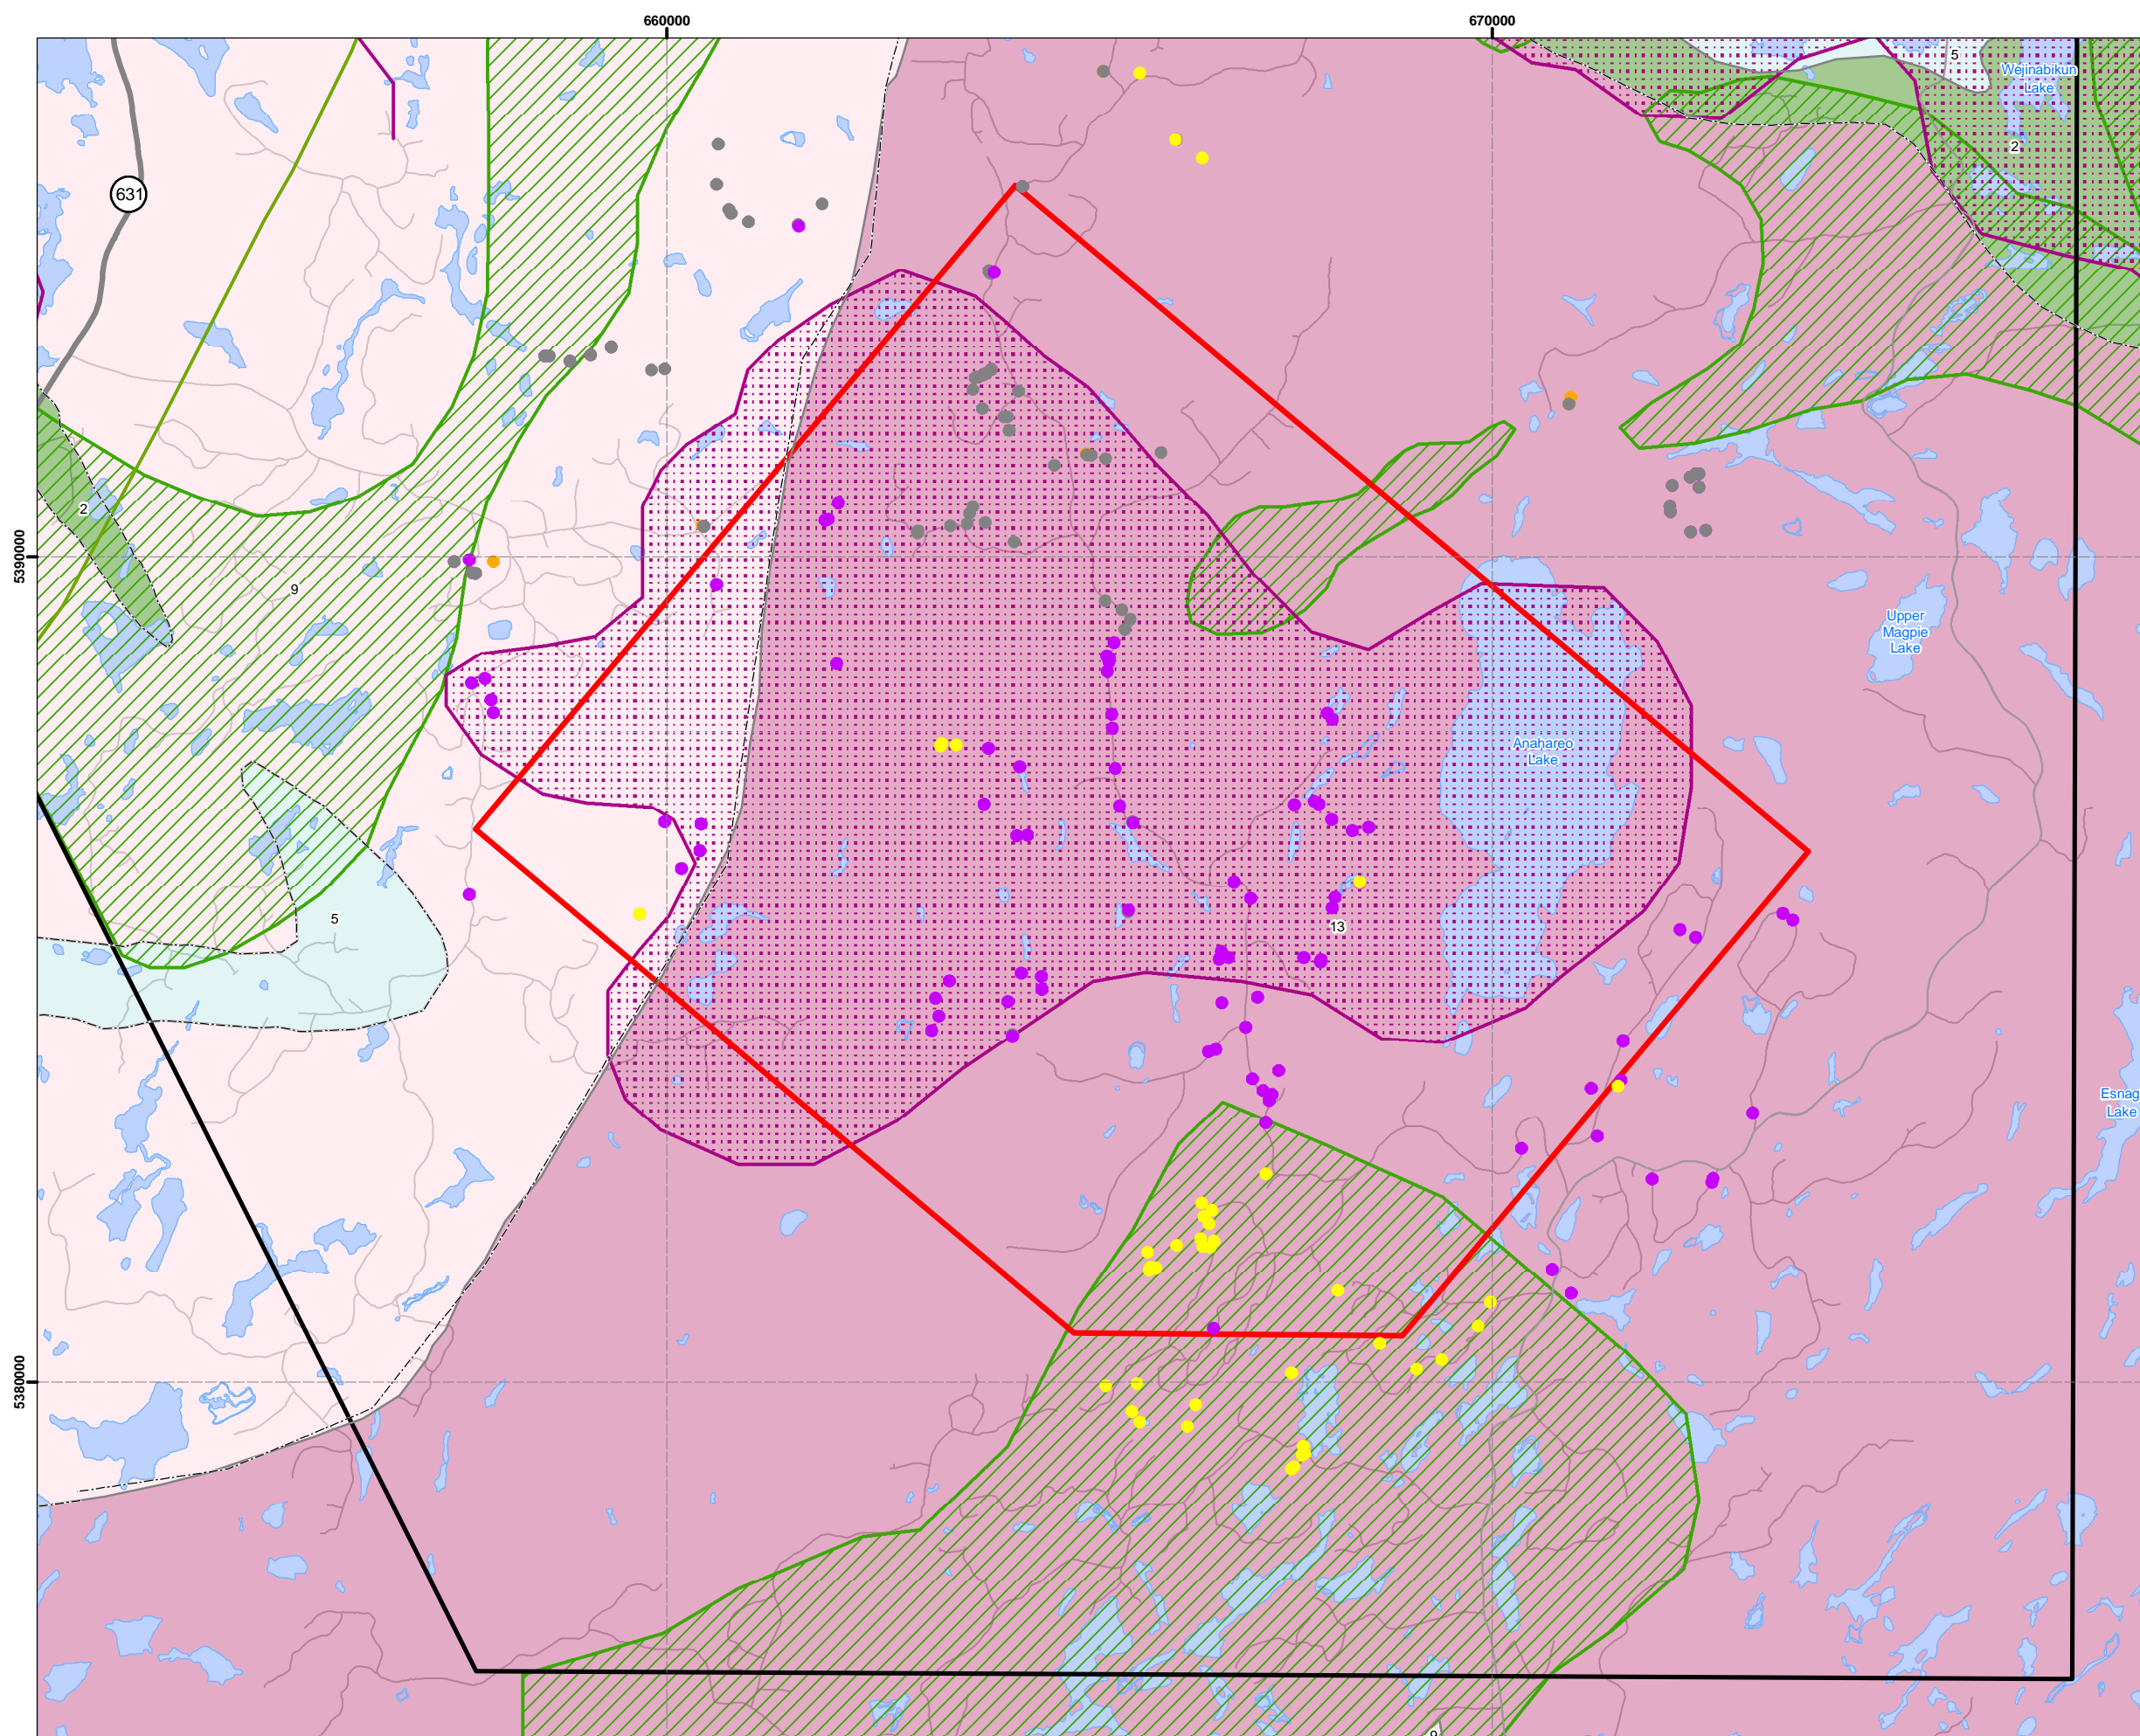 660000
670000
5
Wejinabikun
Lake
2
631
2
5390000
9
Upper
Magpie
Lake
Anahareo
Lake
5
13
Esnag
Lake
5380000
9